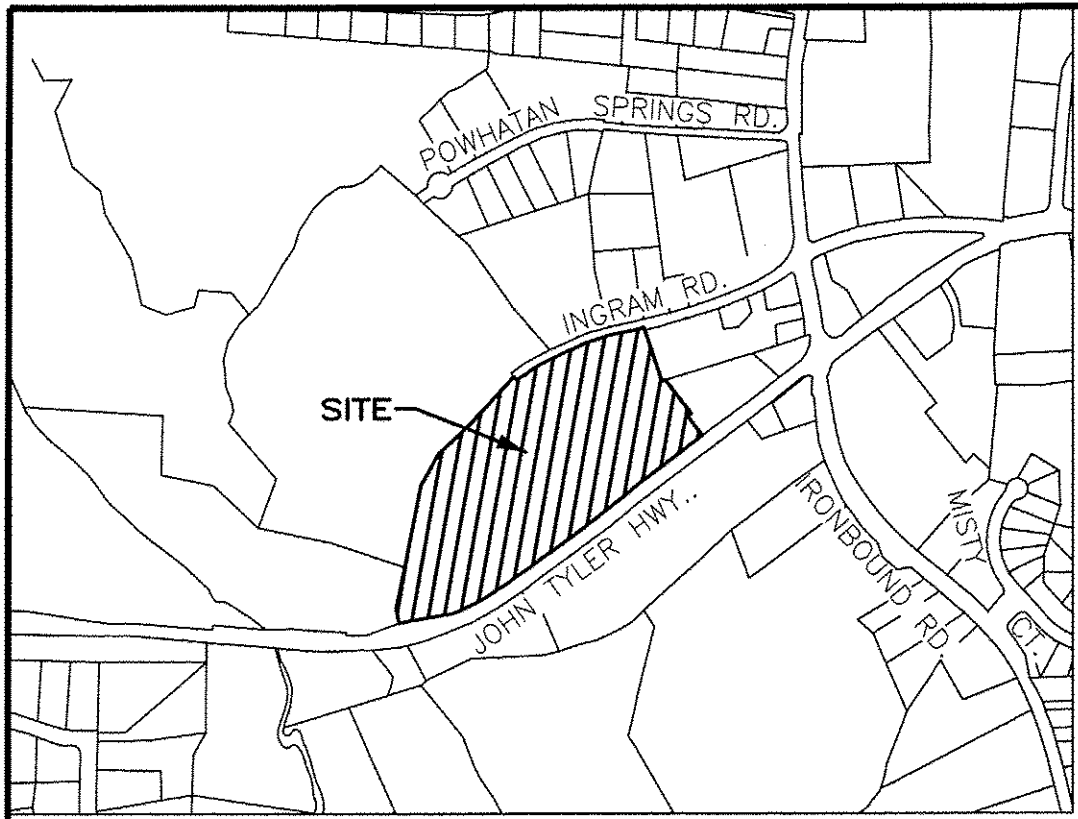 POWHATAN SPRINGS RD.
INGRAM RD.
SITE
JOHN TYLER HWY..
IRONBOUND RD.
MISTY CT.